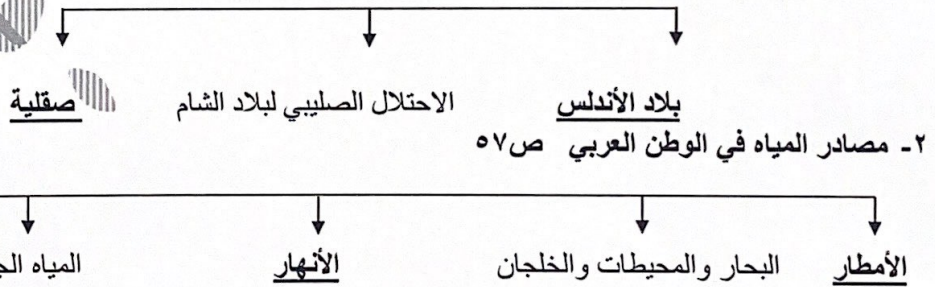 بلاد الأندلس الاحتلال الصليبي لبلاد الشام صقلية
٢- مصادر المياه في الوطن العربي ص٥٧
الأمطار البحار والمحيطات والخلجان الأنهار المياه